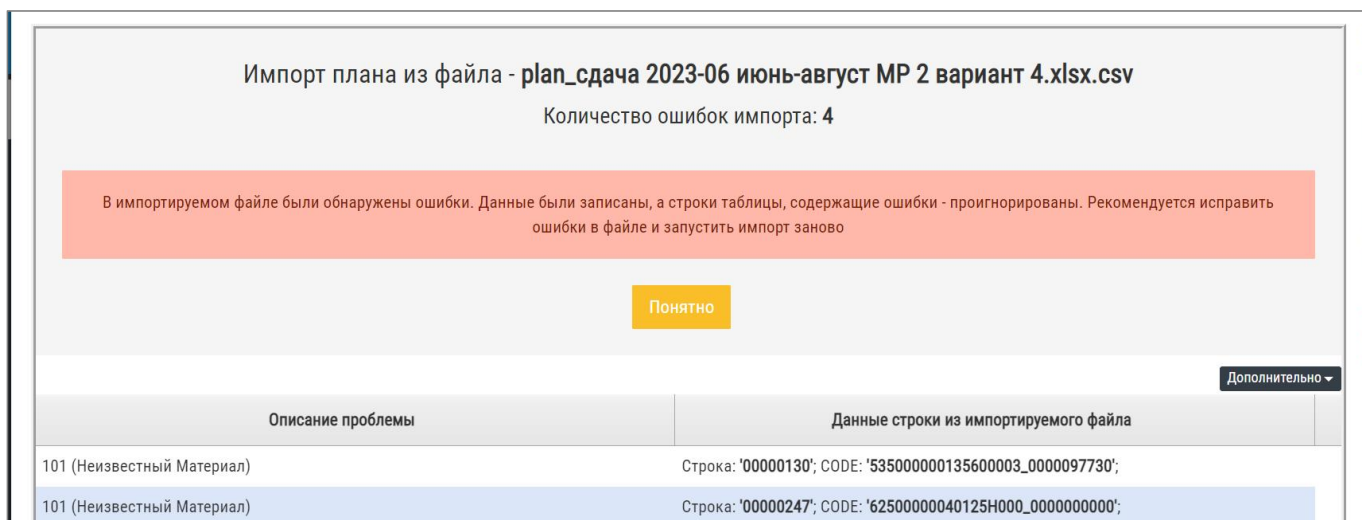 Импорт плана из файла - plan_сдача 2023-06 июнь-август МР 2 вариант 4.xlsx.csv
Количество ошибок импорта: 4
В импортируемом файле были обнаружены ошибки. Данные были записаны, а строки таблицы, содержащие ошибки - проигнорированы. Рекомендуется исправить
ошибки в файле и запустить импорт заново
Понятно
Дополнительно
Описание проблемы Данные строки из импортируемого файла
101 (Неизвестный Материал) Строка: '00000130'; CODE: '535000000135600003_0000097730';
101 (Неизвестный Материал) Строка: '00000247'; CODE: '62500000040125H000_0000000000';